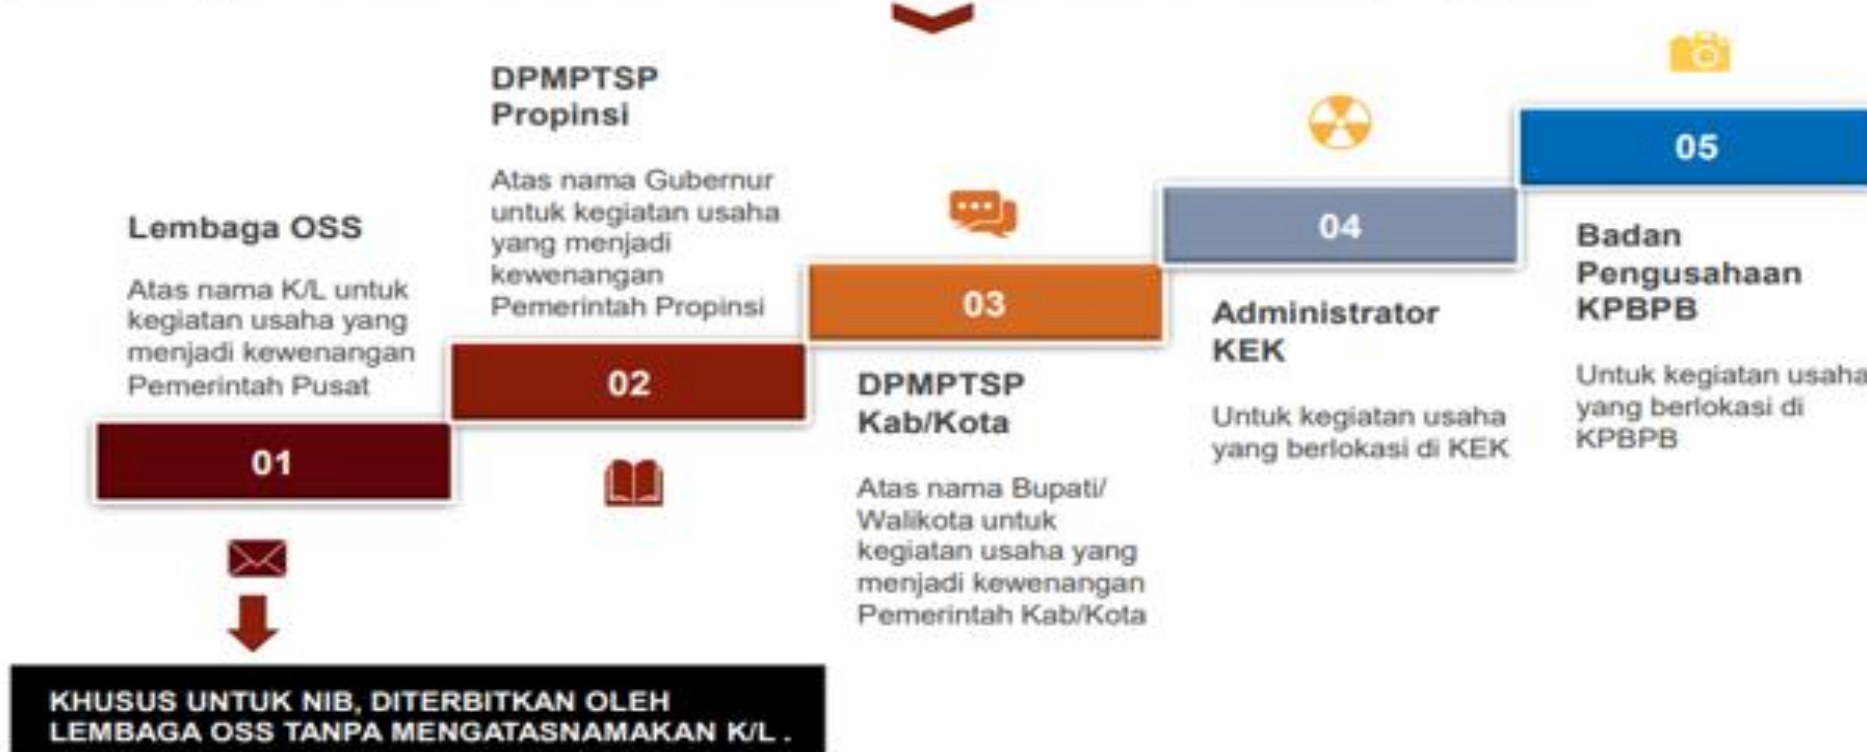 Lembaga OSS
Atas nama K/L untuk
kegiatan usaha yang
menjadi kewenangan
Pemerintah Pusat
01
KHUSUS UNTUK NIB, DITERBITKAN OLEH
LEMBAGA OSS TANPA MENGATASNAMAKAN K/L .
DPMPTSP
Propinsi
Atas nama Gubernur
untuk kegiatan usaha
yang menjadi
kewenangan
Pemerintah Propinsi
02
03
DPMPTSP
Kab/Kota
Atas nama Bupati/
Walikota untuk
kegiatan usaha yang
menjadi kewenangan
Pemerintah Kab/Kota
04
Administrator
KEK
Untuk kegiatan usaha
yang berlokasi di KEK
05
Badan
Pengusahaan
KPBPB
Untuk kegiatan usaha
yang berlokasi di
KPBPB